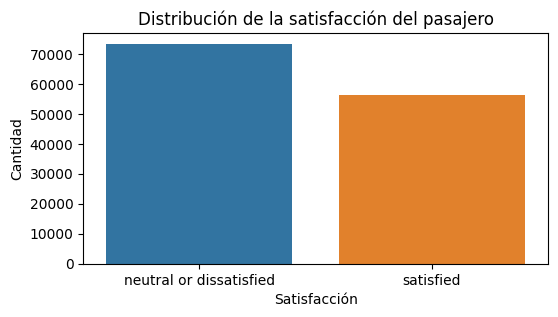 Distribución de la satisfacción del pasajero
70000
60000
50000
40000
30000
20000
10000
0
Cantidad
neutral or dissatisfied
satisfied
Satisfacción